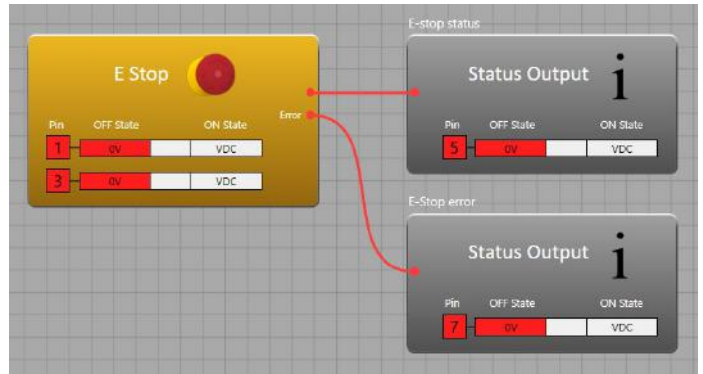 E Stop
Error
Pin OFF State ON State
1 0V VDC
3 0V VDC
E-stop status
Status Output i
Pin OFF State ON State
5 0V VDC
E-Stop error
Status Output i
Pin OFF State ON State
7 0V VDC